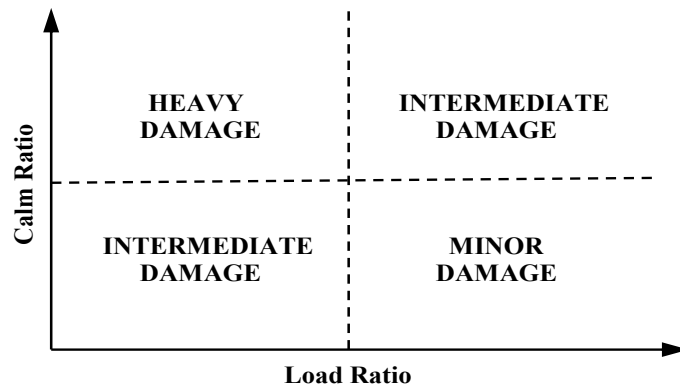 HEAVY
DAMAGE
INTERMEDIATE
DAMAGE
Calm Ratio
INTERMEDIATE
DAMAGE
MINOR
DAMAGE
Load Ratio